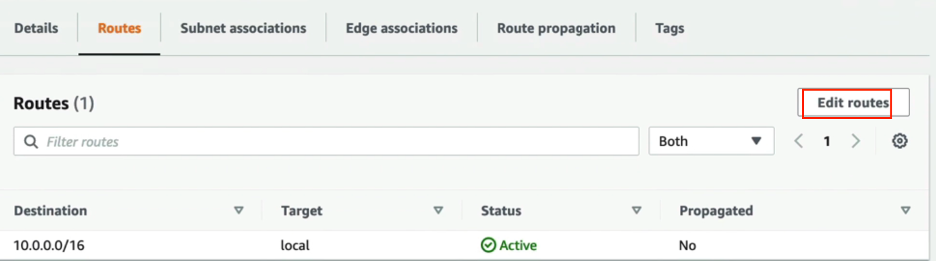 Details Routes Subnet associations Edge associations Route propagation Tags
Routes (1) Edit routes
Filter routes Both 1
Destination Target Status Propagated
10.0.0.0/16 local Active No